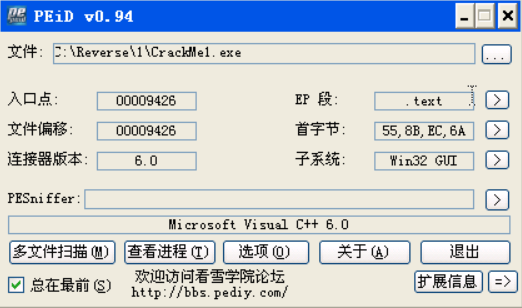 PEiD v0.94
文件: C:\Reverse\1\CrackMe1.exe ...
入口点: 00009426 EP 段: .text >
文件偏移: 00009426 首字节: 55,8B,EC,6A >
连接器版本: 6.0 子系统: Win32 GUI >
PESniffer: >
Microsoft Visual C++ 6.0
多文件扫描(M) 查看进程(T) 选项(O) 关于(A) 退出
总在最前(S) 欢迎访问看雪学院论坛 扩展信息 =>
http://bbs.pediy.com/